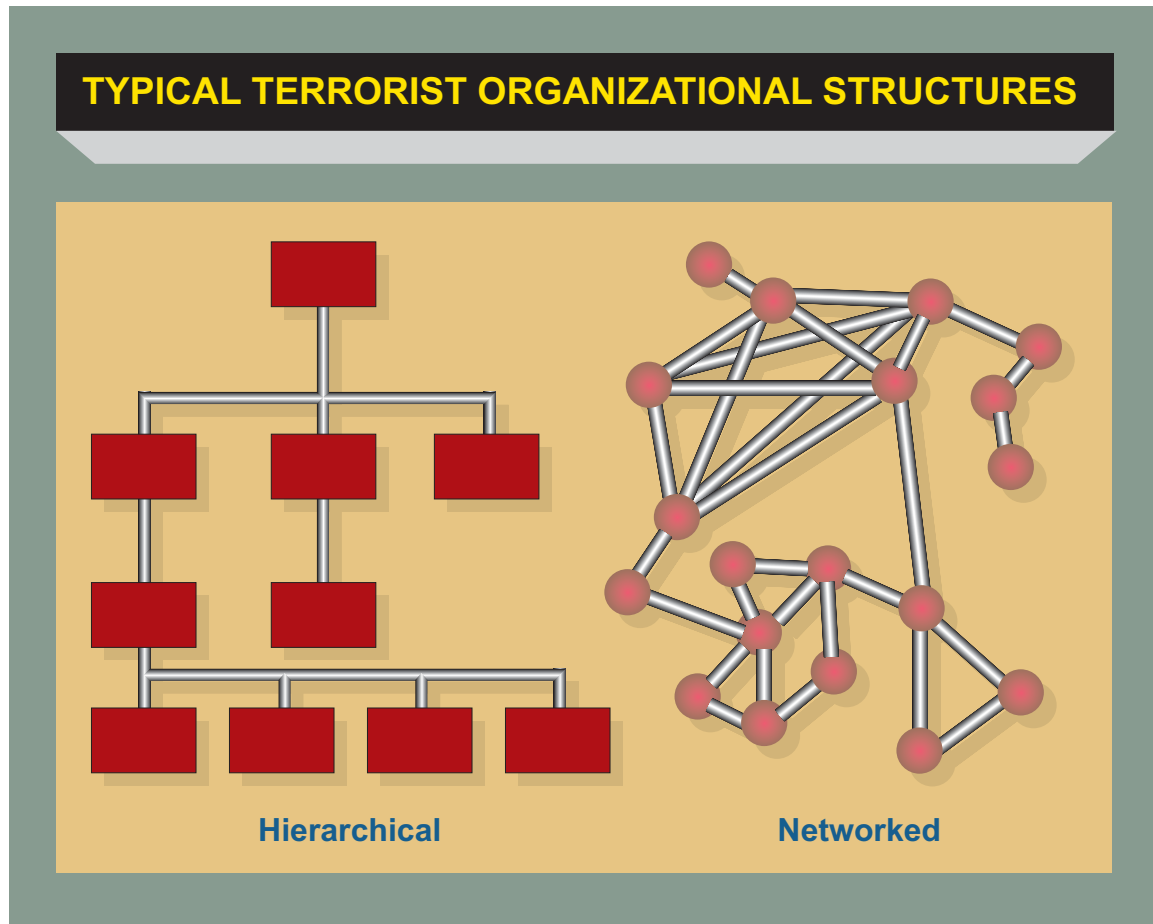 TYPICAL TERRORIST ORGANIZATIONAL STRUCTURES
Hierarchical
Networked